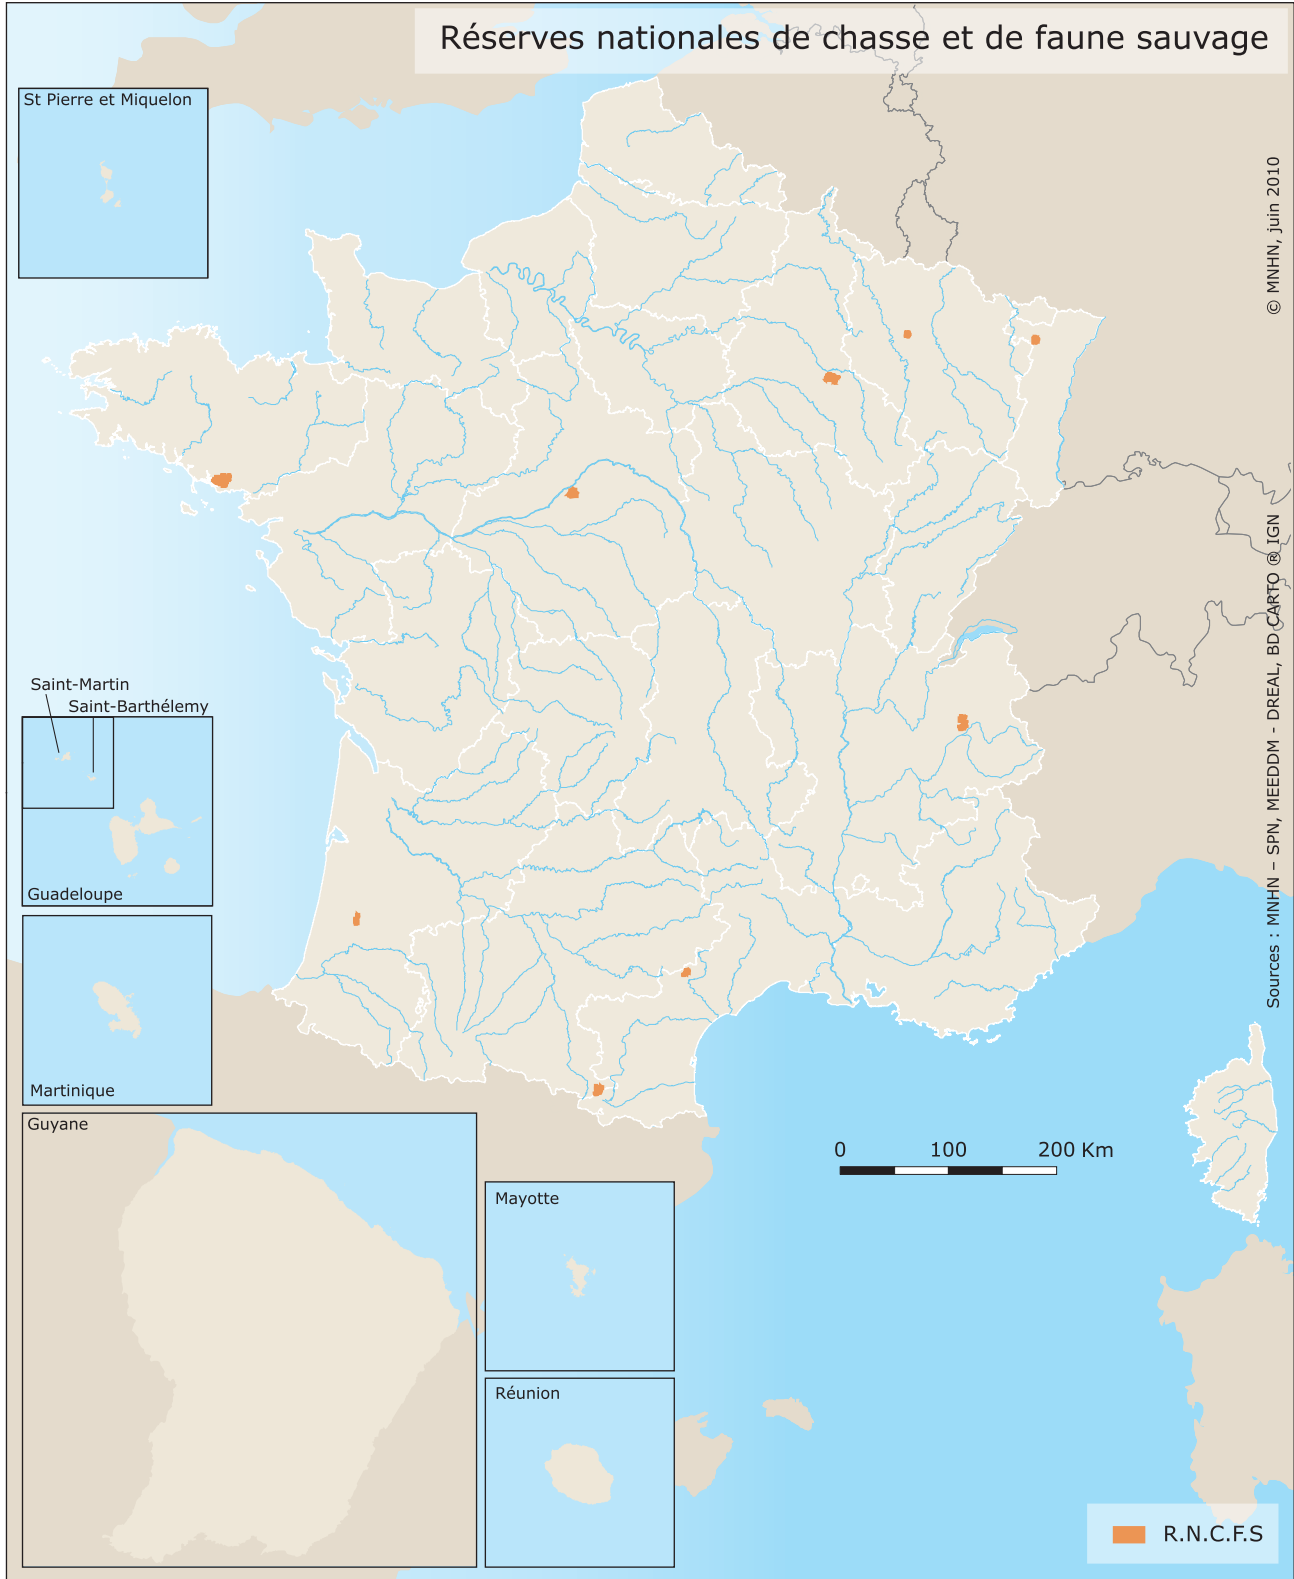 Réserves nationales de chasse et de faune sauvage
St Pierre et Miquelon
© MNHN, juin 2010
Sources : MNHN – SPN, MEEDDM - DREAL, BD CARTO ® IGN
Saint-Martin
Saint-Barthélemy
Guadeloupe
Martinique
Guyane
Mayotte
Réunion
0 100 200 Km
R.N.C.F.S